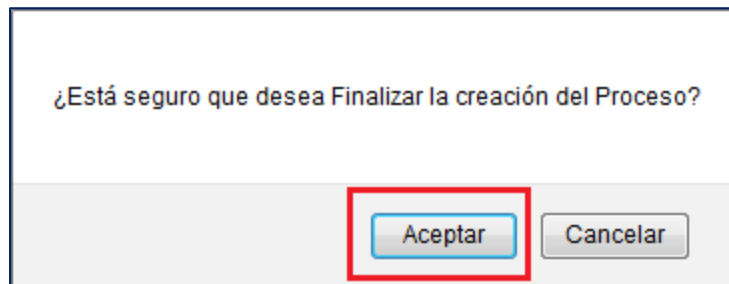 ¿Está seguro que desea Finalizar la creación del Proceso?
Aceptar Cancelar